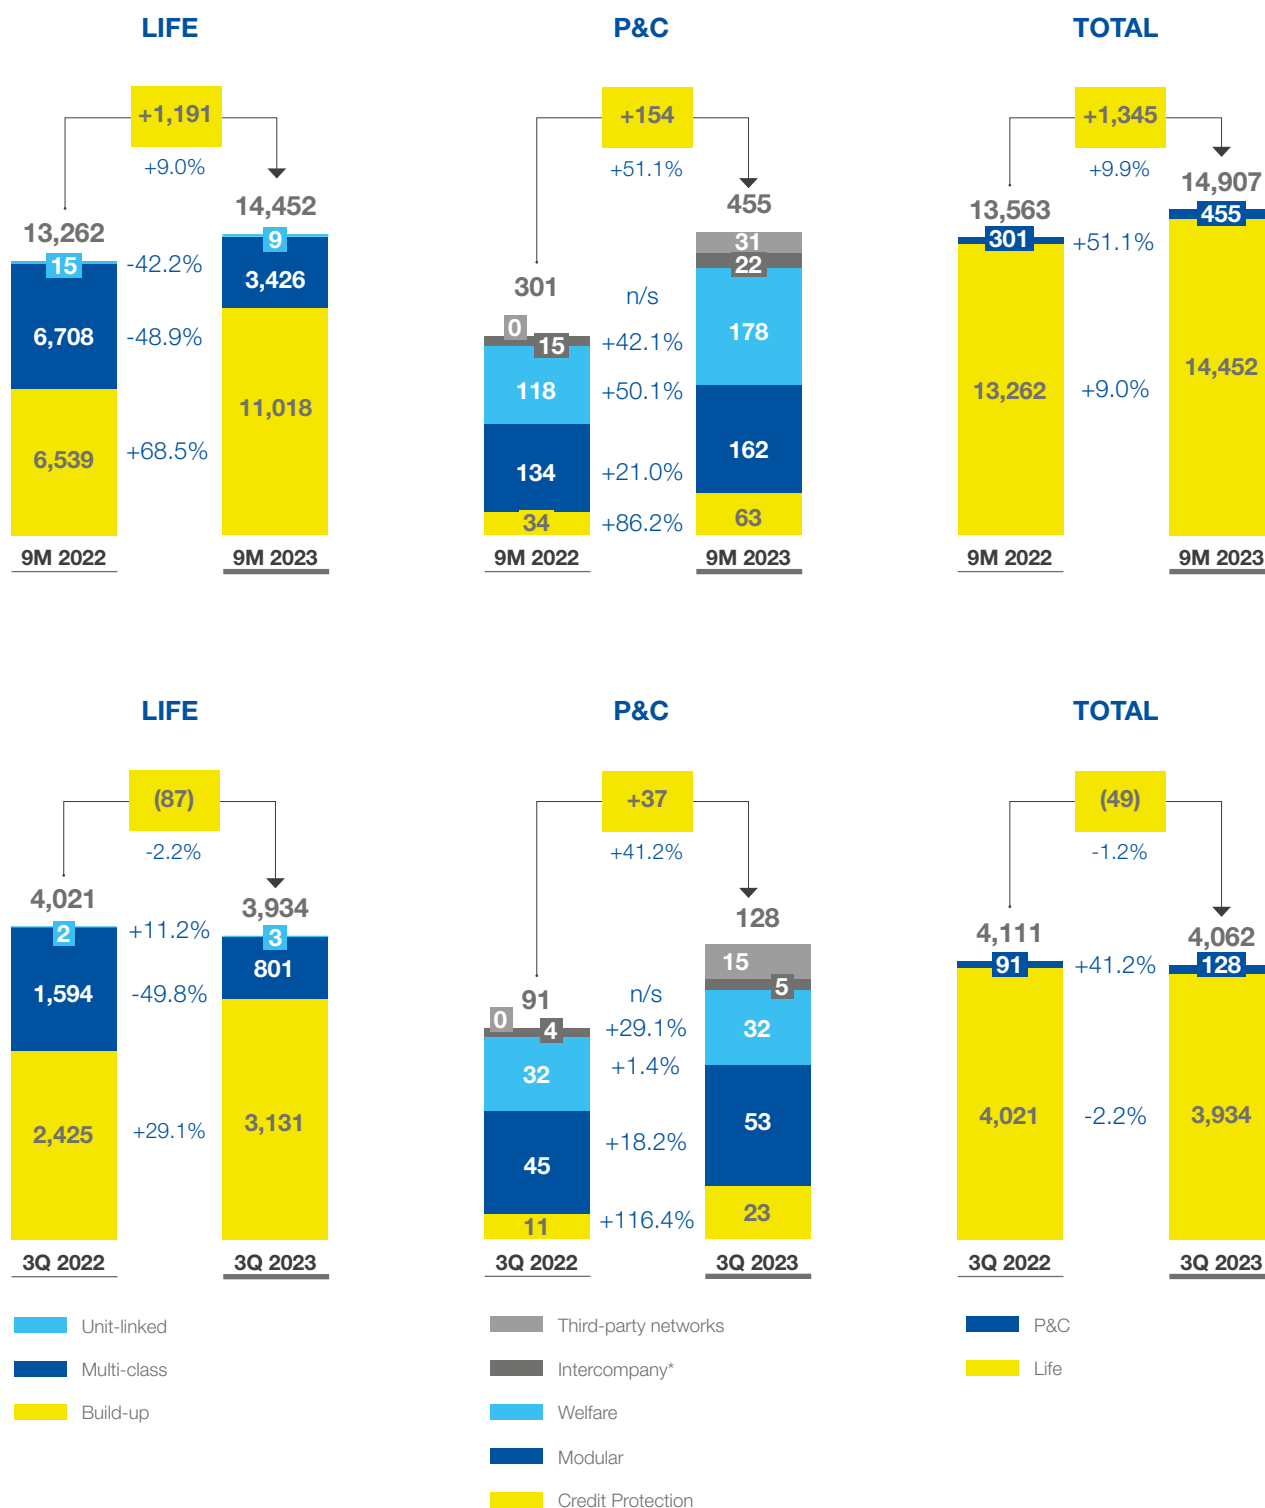 LIFE
+1,191
+9.0%
13,262
14,452
15
-42.2%
9
6,708
-48.9%
3,426
6,539
+68.5%
11,018
9M 2022
9M 2023
P&C
+154
+51.1%
301
455
n/s
31
0
15
+42.1%
22
118
+50.1%
178
134
+21.0%
162
34
+86.2%
63
9M 2022
9M 2023
TOTAL
+1,345
+9.9%
13,563
14,907
301
+51.1%
455
13,262
+9.0%
14,452
9M 2022
9M 2023
LIFE
(87)
-2.2%
4,021
3,934
2
+11.2%
3
1,594
-49.8%
801
2,425
+29.1%
3,131
3Q 2022
3Q 2023
Unit-linked
Multi-class
Build-up
P&C
+37
+41.2%
91
128
n/s
15
0
4
+29.1%
5
32
+1.4%
32
45
+18.2%
53
11
+116.4%
23
3Q 2022
3Q 2023
Third-party networks
Intercompany*
Welfare
Modular
Credit Protection
TOTAL
(49)
-1.2%
4,111
4,062
91
+41.2%
128
4,021
-2.2%
3,934
3Q 2022
3Q 2023
P&C
Life